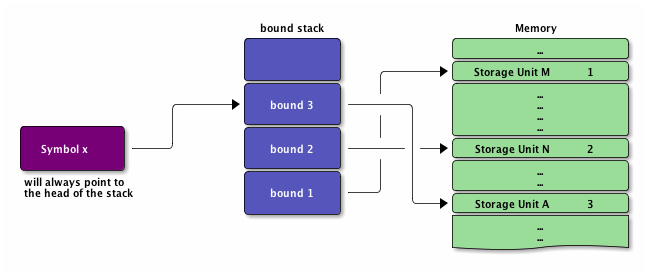 bound stack
Memory
...
Storage Unit M 1
bound 3
...
...
...
...
Symbol x
bound 2
Storage Unit N 2
will always point to
the head of the stack
bound 1
...
...
Storage Unit A 3
...
...